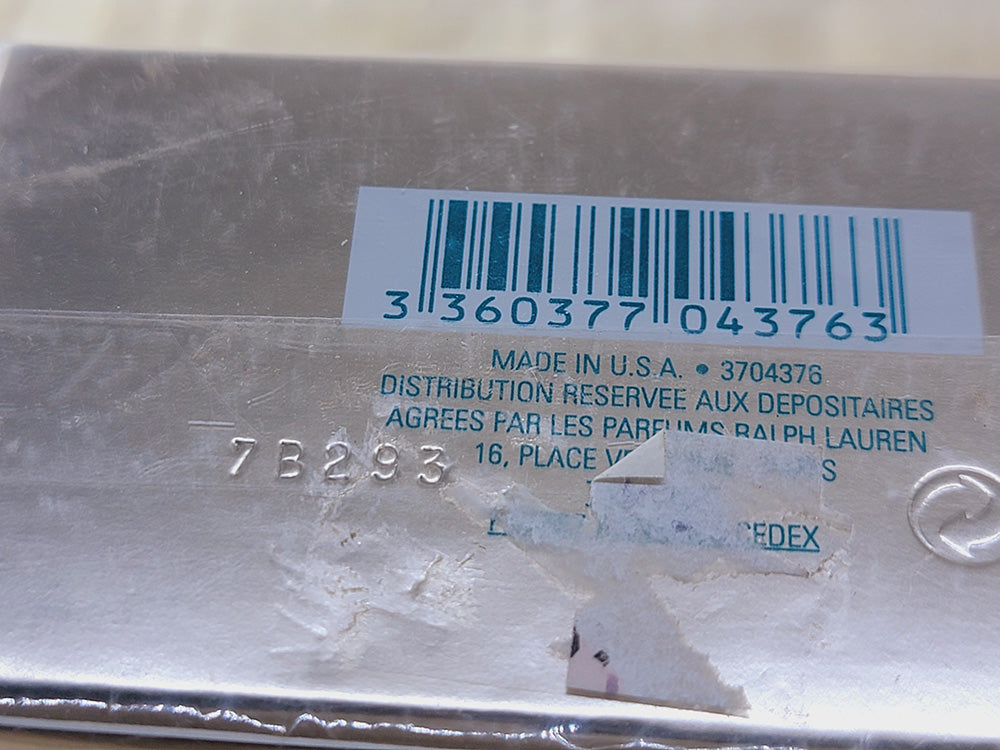 3 360377 043763
MADE IN U.S.A. • 3704376
DISTRIBUTION RESERVEE AUX DEPOSITAIRES
AGREES PAR LES PARFUMS RALPH LAUREN
7B293
16, PLACE